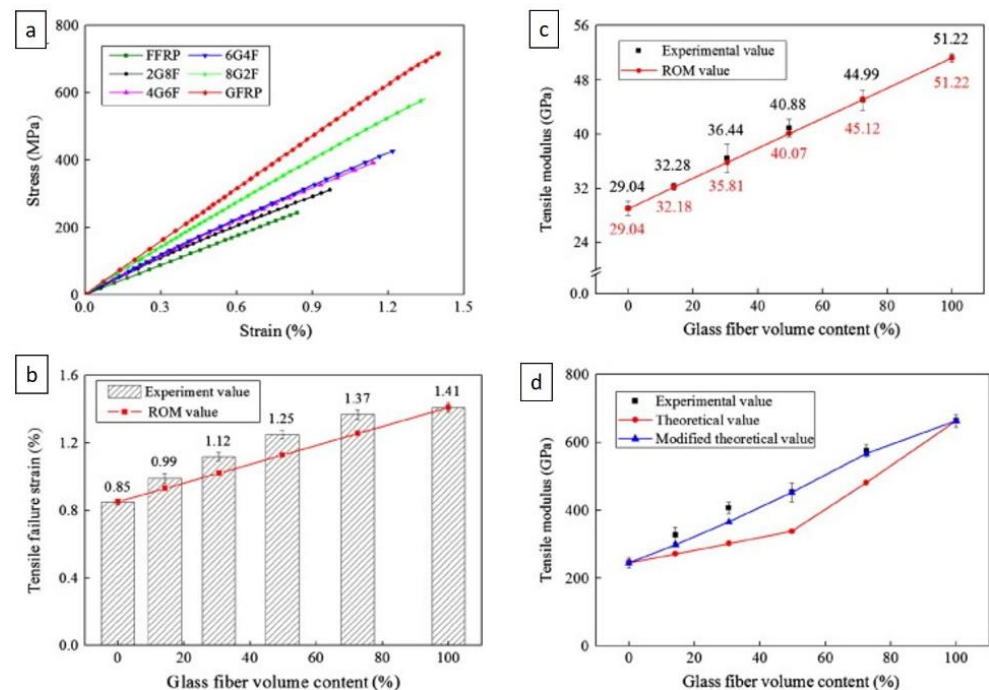 a
800
600
400
200
0
Stress (MPa)
FFRP 6G4F
2G8F 8G2F
4G6F GFRP
0.0 0.3 0.6 0.9 1.2 1.5
Strain (%)
c
Experimental value
ROM value
56
48
40
32
24
0.0
Tensile modulus (GPa)
29.04 32.28 36.44 40.88 44.99 51.22
29.04 32.18 35.81 40.07 45.12 51.22
0 20 40 60 80 100
Glass fiber volume content (%)
b
Experiment value
ROM value
1.6
1.2
0.8
0.4
0.0
Tensile failure strain (%)
0.85 0.99 1.12 1.25 1.37 1.41
0 20 40 60 80 100
Glass fiber volume content (%)
d
Experimental value
Theoretical value
Modified theoretical value
800
600
400
200
0
Tensile modulus (GPa)
0 20 40 60 80 100
Glass fiber volume content (%)